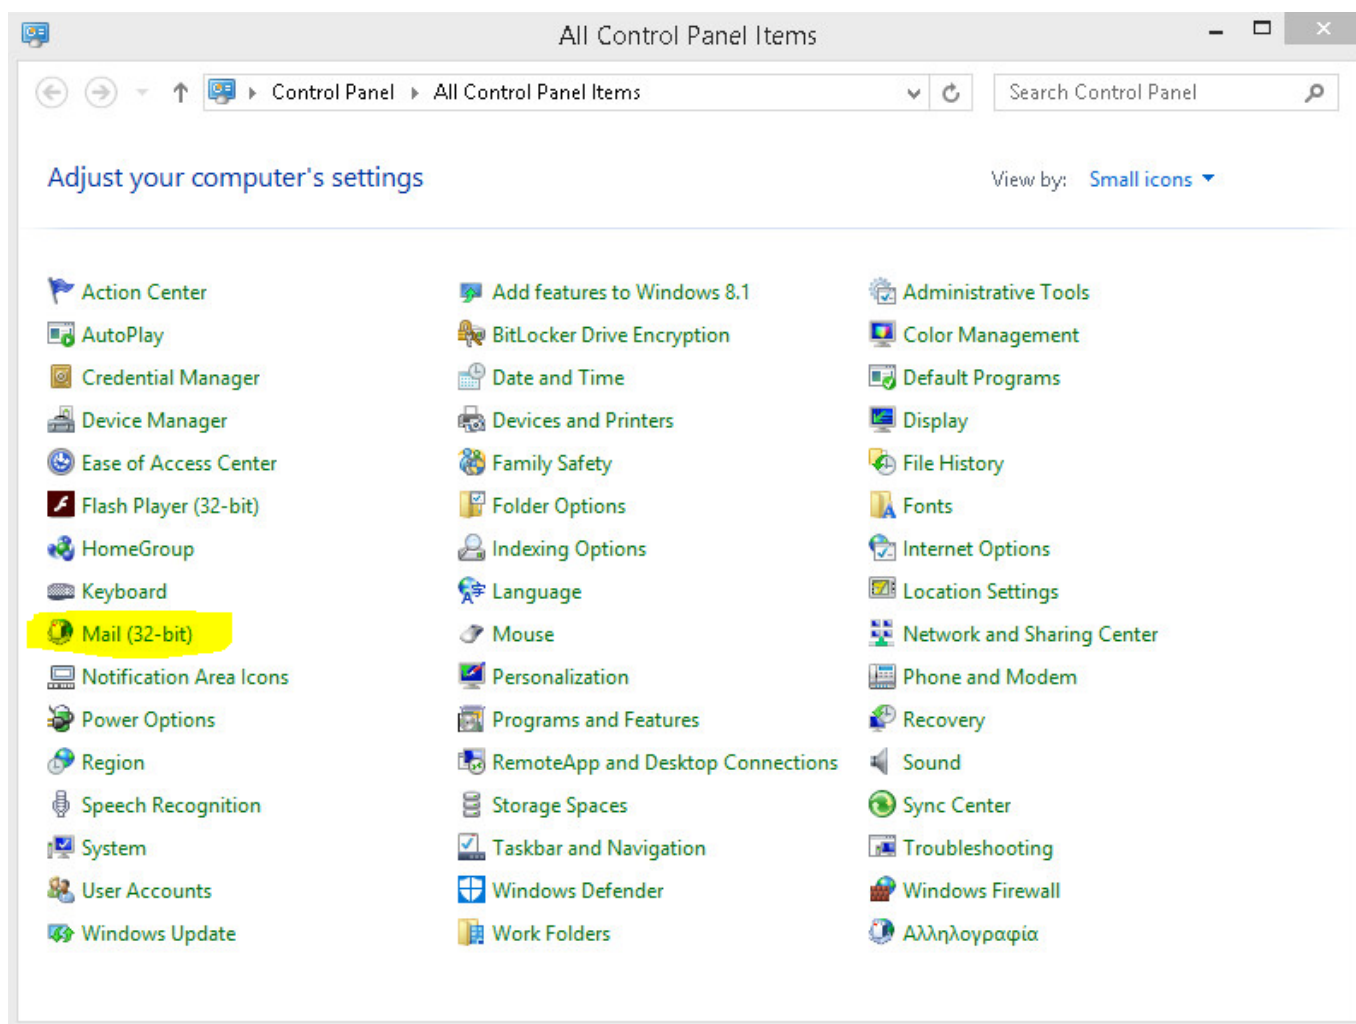 All Control Panel Items
Control Panel All Control Panel Items
Search Control Panel
Adjust your computer's settings
View by: Small icons
Action Center Add features to Windows 8.1 Administrative Tools
AutoPlay BitLocker Drive Encryption Color Management
Credential Manager Date and Time Default Programs
Device Manager Devices and Printers Display
Ease of Access Center Family Safety File History
Flash Player (32-bit) Folder Options Fonts
HomeGroup Indexing Options Internet Options
Keyboard Language Location Settings
Mail (32-bit) Mouse Network and Sharing Center
Notification Area Icons Personalization Phone and Modem
Power Options Programs and Features Recovery
Region RemoteApp and Desktop Connections Sound
Speech Recognition Storage Spaces Sync Center
System Taskbar and Navigation Troubleshooting
User Accounts Windows Defender Windows Firewall
Windows Update Work Folders Αλληλογραφία